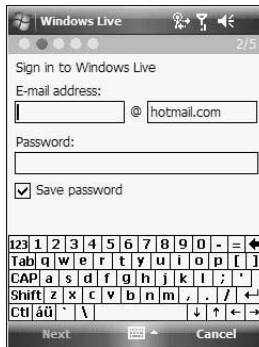 Windows Live
2/5
Sign in to Windows Live
E-mail address:
@ hotmail.com
Password:
Save password
123 1 2 3 4 5 6 7 8 9 0 - = ←
Tab q w e r t y u i o p [ ]
CAP a s d f g h j k l ; '
Shift z x c v b n m , . / ↵
Ctl áü ` \ ↓ ↑ ← →
Next Cancel